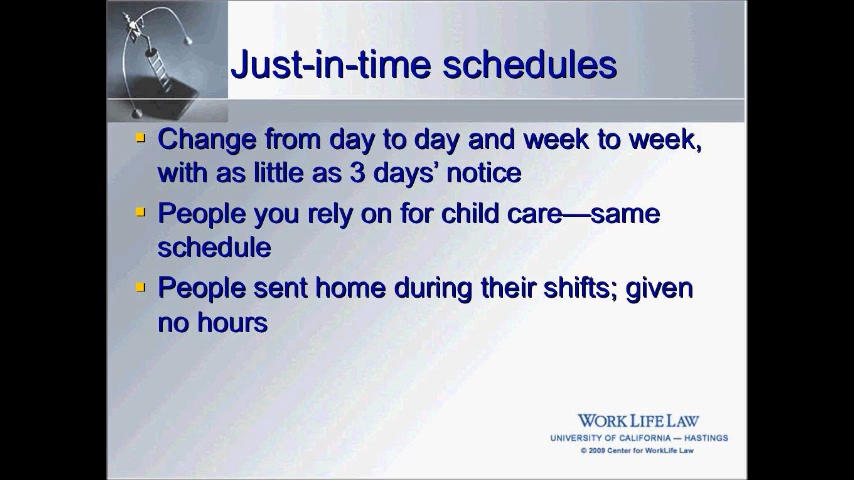 Just-in-time schedules
▪ Change from day to day and week to week,
with as little as 3 days’ notice
▪ People you rely on for child care—same
schedule
▪ People sent home during their shifts; given
no hours
WORK LIFE LAW
UNIVERSITY OF CALIFORNIA — HASTINGS
© 2009 Center for WorkLife Law